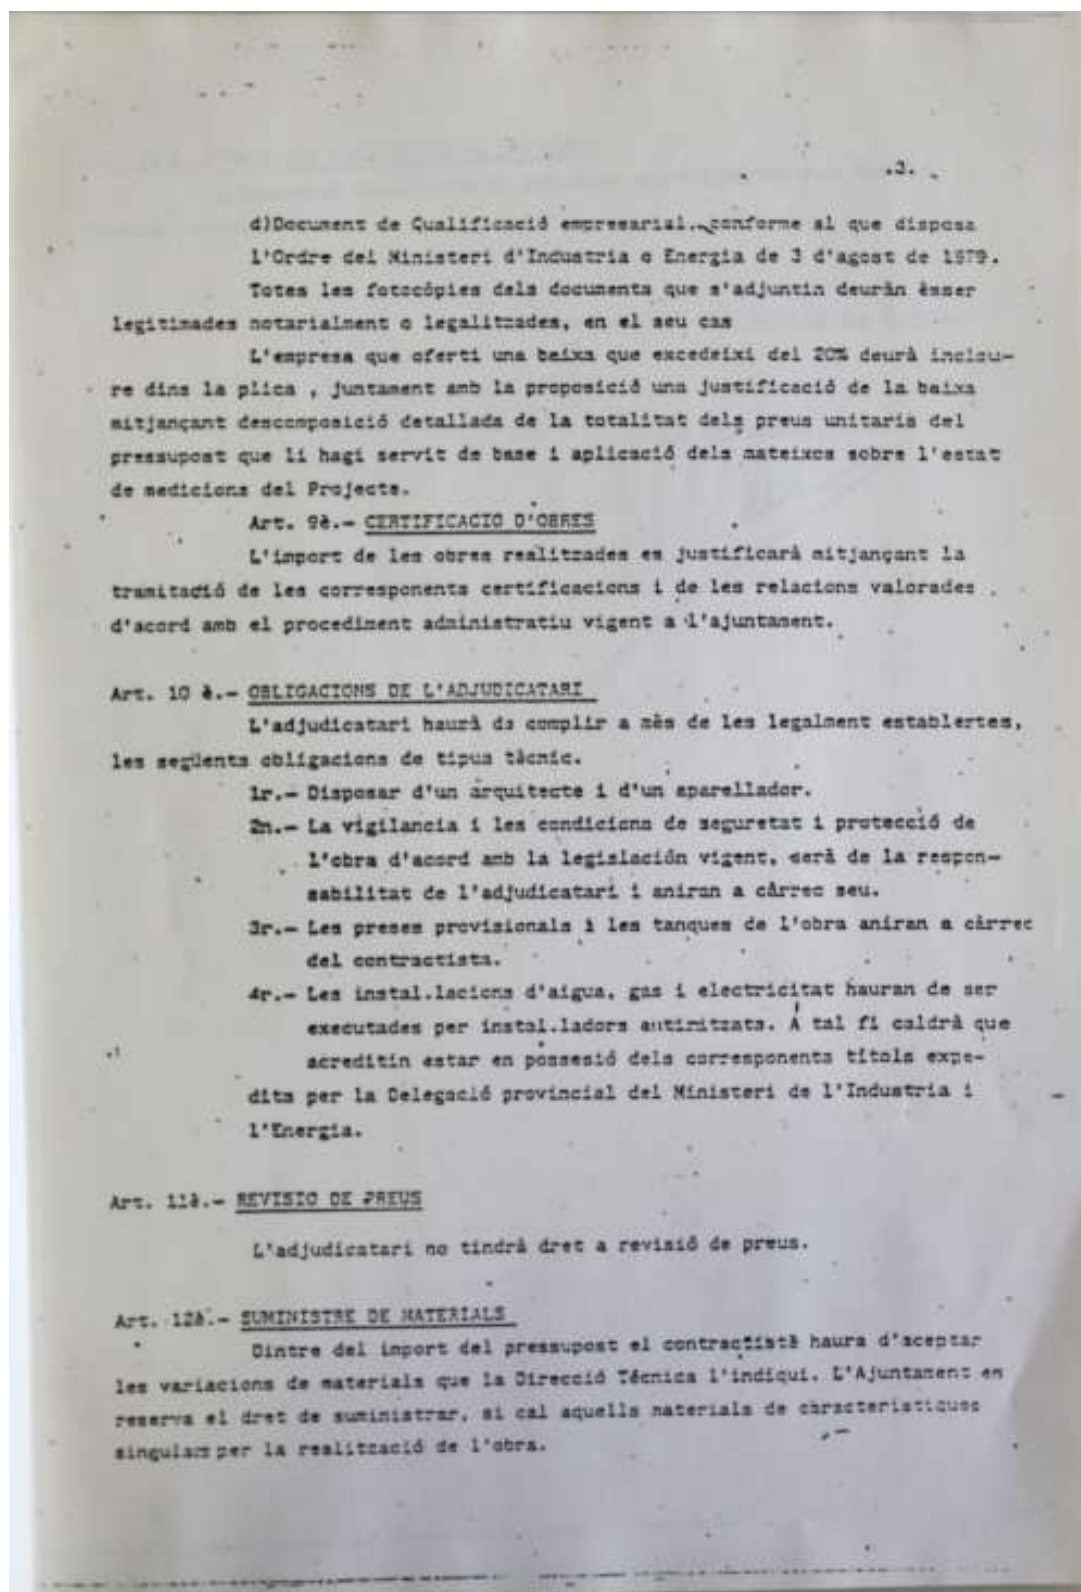 .3.
d)Document de Qualificació empresarial, conforme al que disposa
l'Ordre del Ministeri d'Industria o Energia de 3 d'agost de 1979.
Totes les fotocòpies dels documents que s'adjuntin deuràn èsser
legitimades notarialment o legalitzades, en el seu cas
L'empresa que oferti una baixa que excedeixi del 20% deurà inclou-
re dins la plica , juntament amb la proposició una justificació de la baixa
mitjançant descomposició detallada de la totalitat dels preus unitaris del
pressupost que li hagi servit de base i aplicació dels mateixos sobre l'estat
de medicions del Projecte.
Art. 9è.- CERTIFICACIO D'OBRES
L'import de les obres realitzades es justificarà mitjançant la
tramitació de les corresponents certificacions i de les relacions valorades
d'acord amb el procediment administratiu vigent a l'ajuntament.
Art. 10 è.- OBLIGACIONS DE L'ADJUDICATARI
L'adjudicatari haurà de complir a mès de les legalment establertes,
les següents obligacions de tipus tècnic.
1r.- Disposar d'un arquitecte i d'un aparellador.
2n.- La vigilancia i les condicions de seguretat i protecció de
l'obra d'acord amb la legislación vigent, serà de la respon-
sabilitat de l'adjudicatari i aniran a càrrec seu.
3r.- Les preses provisionals i les tanques de l'obra aniran a càrrec
del contractista.
4r.- Les instal.lacions d'aigua, gas i electricitat hauran de ser
executades per instal.ladors autiritzats. A tal fi caldrà que
acreditin estar en possesió dels corresponents títols expe-
dits per la Delegació provincial del Ministeri de l'Industria i
l'Energia.
Art. 11è.- REVISIO DE PREUS
L'adjudicatari no tindrà dret a revisió de preus.
Art. 12è.- SUMINISTRE DE MATERIALS
Dintre del import del pressupost el contractistà haura d'aceptar
les variacions de materials que la Direcció Técnica l'indiqui. L'Ajuntament en
reserva el dret de suministrar, si cal aquells materials de característiques
singulars per la realització de l'obra.